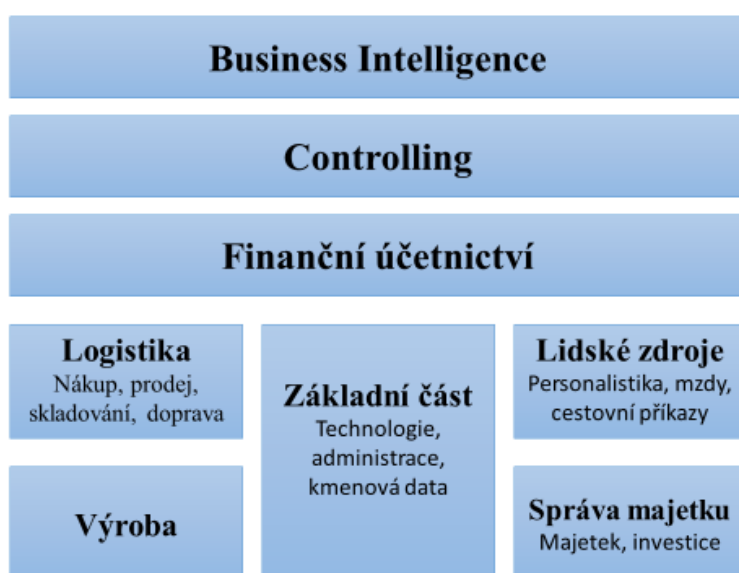 Business Intelligence
Controlling
Finanční účetnictví
Logistika
Nákup, prodej,
skladování, doprava
Výroba
Základní část
Technologie,
administrace,
kmenová data
Lidské zdroje
Personalistika, mzdy,
cestovní příkazy
Správa majetku
Majetek, investice